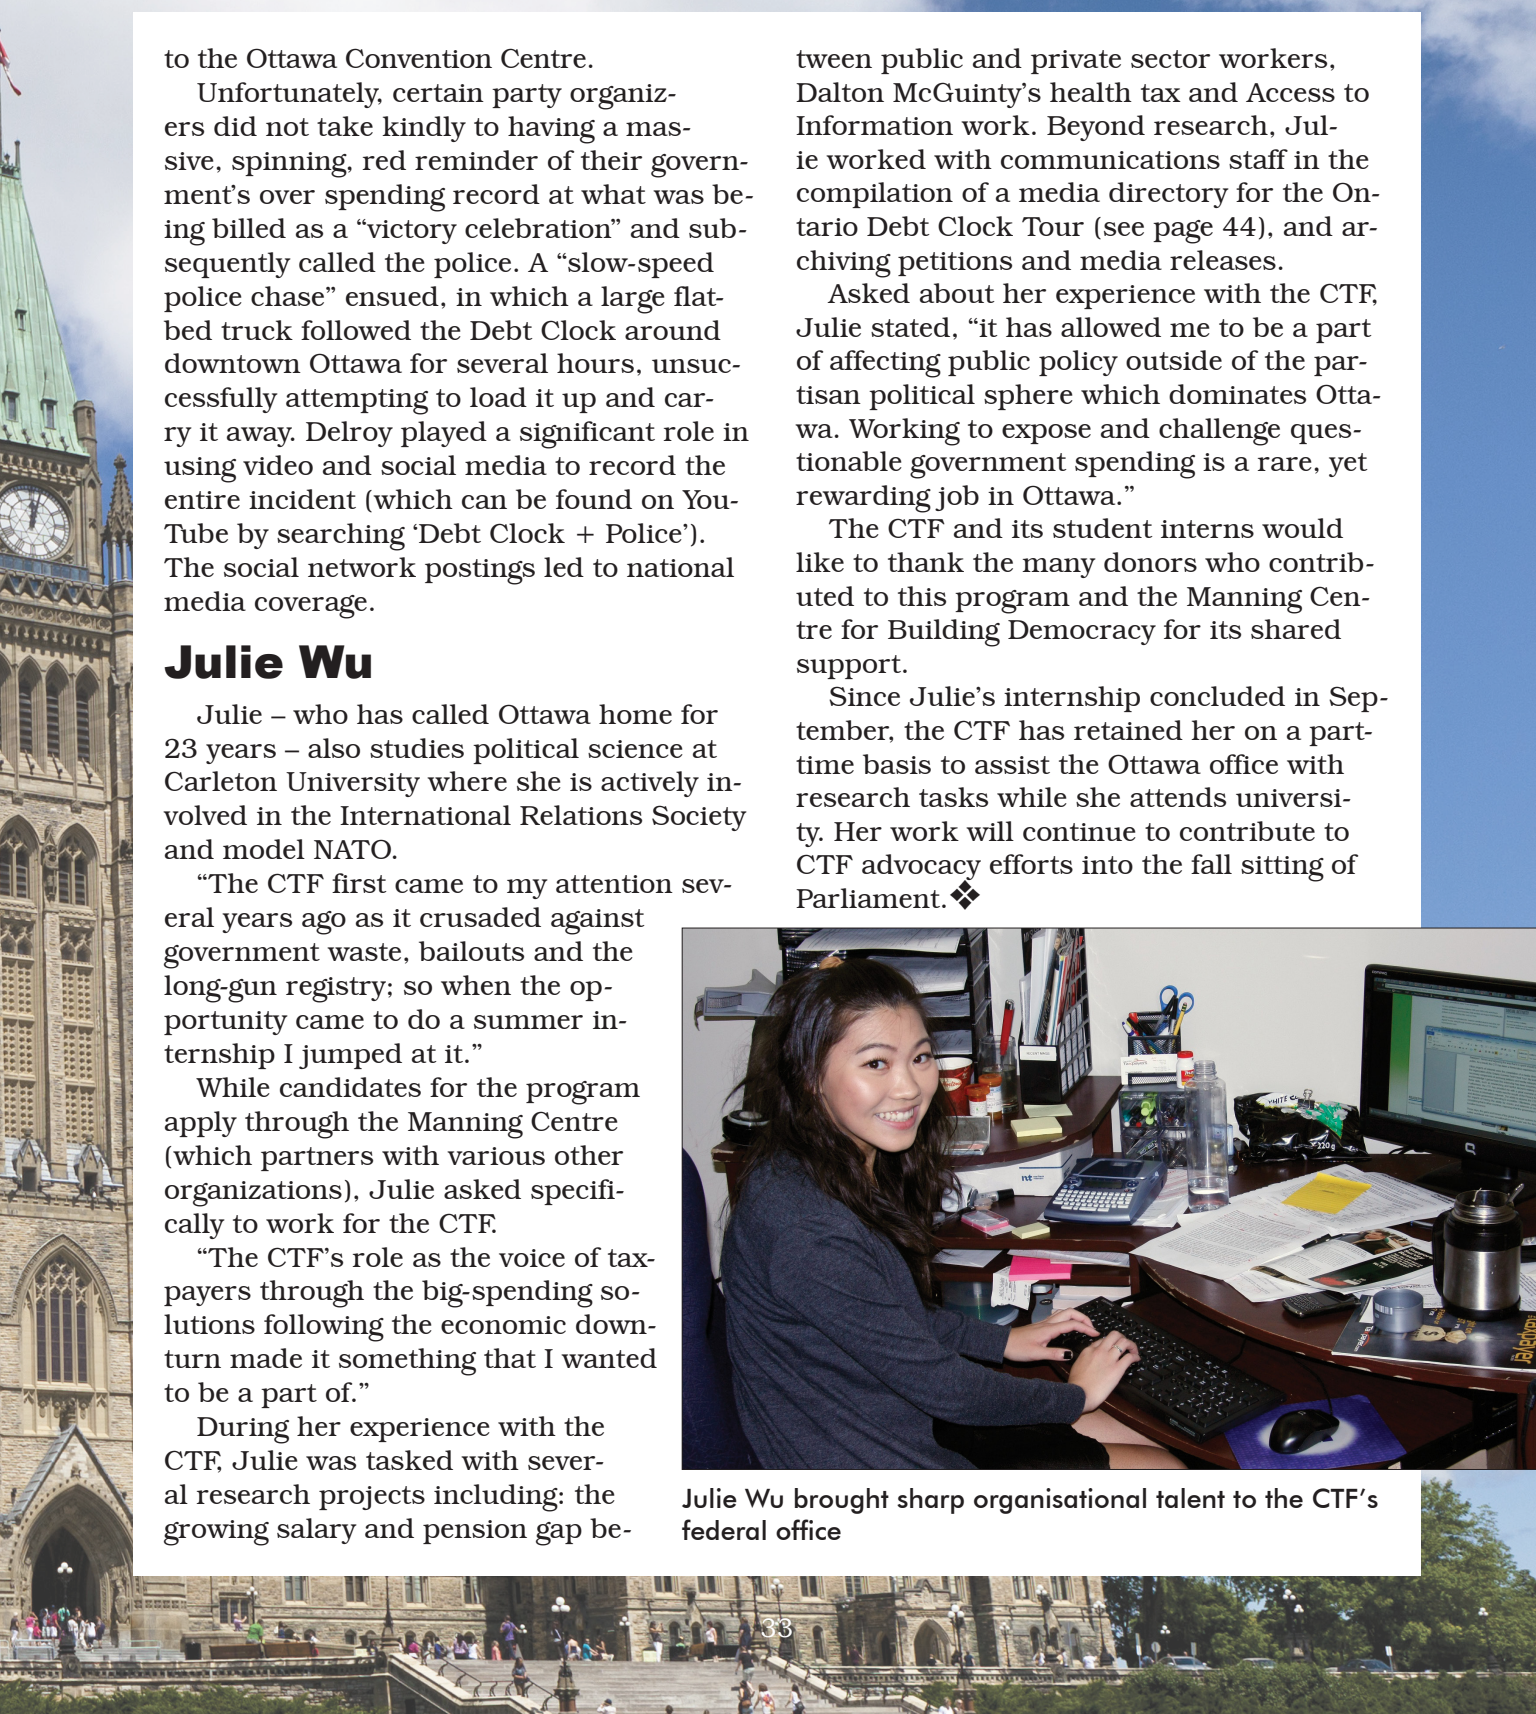 to the Ottawa Convention Centre.
Unfortunately, certain party organiz-
ers did not take kindly to having a mas-
sive, spinning, red reminder of their govern-
ment's over spending record at what was be-
ing billed as a “victory celebration” and sub-
sequently called the police. A “slow-speed
police chase” ensued, in which a large flat-
bed truck followed the Debt Clock around
downtown Ottawa for several hours, unsuc-
cessfully attempting to load it up and car-
ry it away. Delroy played a significant role in
using video and social media to record the
entire incident (which can be found on You-
Tube by searching ‘Debt Clock + Police’).
The social network postings led to national
media coverage.
Julie Wu
Julie – who has called Ottawa home for
23 years – also studies political science at
Carleton University where she is actively in-
volved in the International Relations Society
and model NATO.
“The CTF first came to my attention sev-
eral years ago as it crusaded against
government waste, bailouts and the
long-gun registry; so when the op-
portunity came to do a summer in-
ternship I jumped at it.”
While candidates for the program
apply through the Manning Centre
(which partners with various other
organizations), Julie asked specifi-
cally to work for the CTF.
“The CTF’s role as the voice of tax-
payers through the big-spending so-
lutions following the economic down-
turn made it something that I wanted
to be a part of.”
During her experience with the
CTF, Julie was tasked with sever-
al research projects including: the
growing salary and pension gap be-
tween public and private sector workers,
Dalton McGuinty’s health tax and Access to
Information work. Beyond research, Jul-
ie worked with communications staff in the
compilation of a media directory for the On-
tario Debt Clock Tour (see page 44), and ar-
chiving petitions and media releases.
Asked about her experience with the CTF,
Julie stated, “it has allowed me to be a part
of affecting public policy outside of the par-
tisan political sphere which dominates Otta-
wa. Working to expose and challenge ques-
tionable government spending is a rare, yet
rewarding job in Ottawa.”
The CTF and its student interns would
like to thank the many donors who contrib-
uted to this program and the Manning Cen-
tre for Building Democracy for its shared
support.
Since Julie’s internship concluded in Sep-
tember, the CTF has retained her on a part-
time basis to assist the Ottawa office with
research tasks while she attends universi-
ty. Her work will continue to contribute to
CTF advocacy efforts into the fall sitting of
Parliament.❖
WHITE
220g
nt
Julie Wu brought sharp organisational talent to the CTF’s
federal office
33